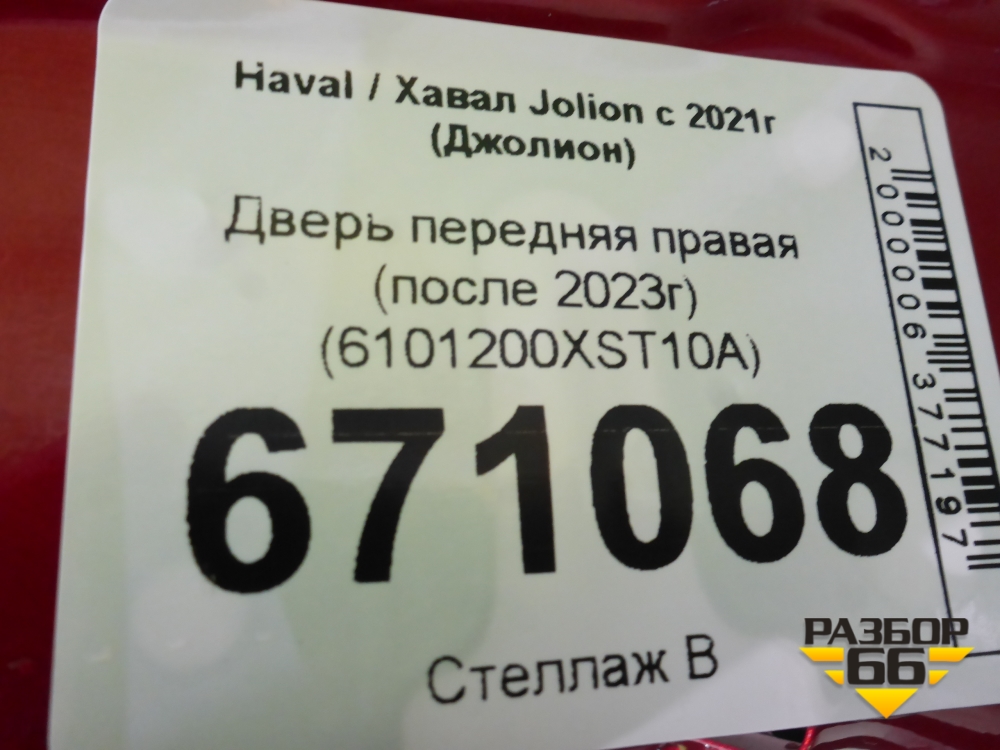 Haval / Хавал Jolion с 2021г
(Джолион)
Дверь передняя правая
(после 2023г)
(6101200XST10A)
671068
Стеллаж В
2000006377197
РАЗБОР
66